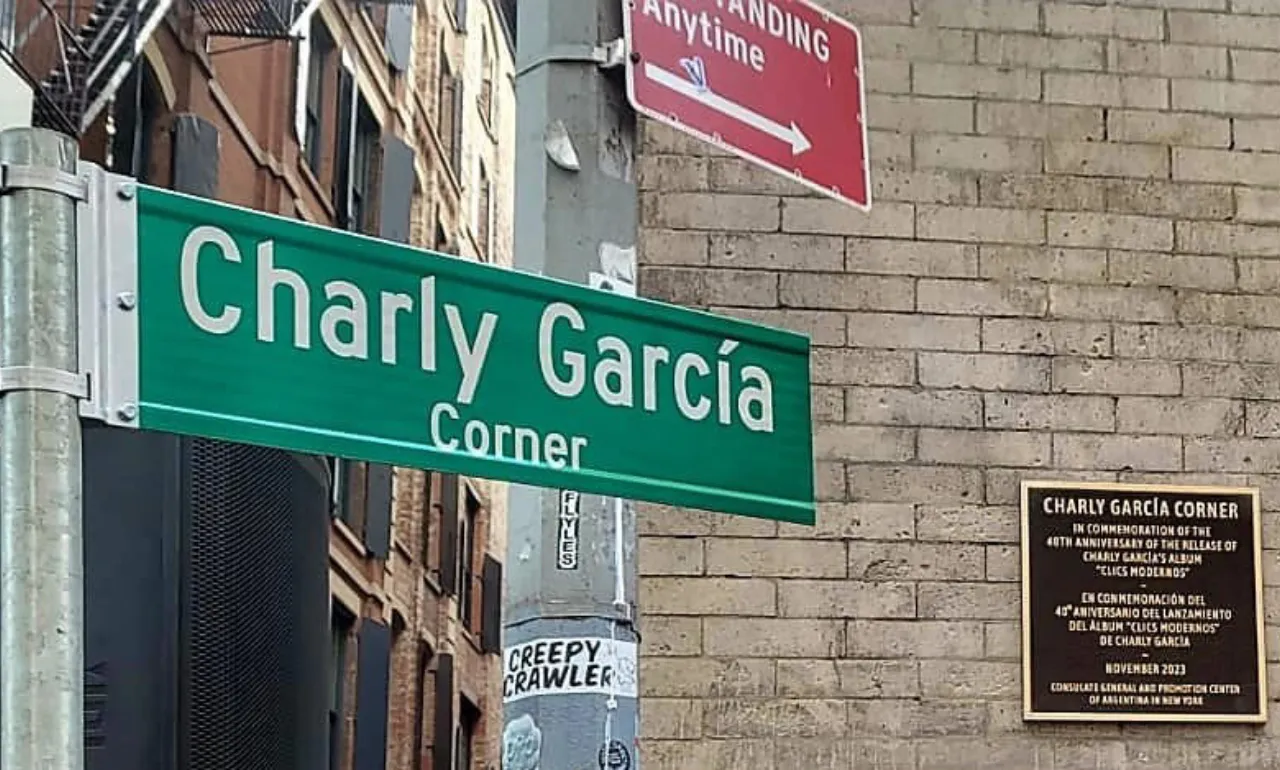 TANDING
Anytime
Charly García
Corner
FLYLES
CREEPY
CRAWLER
CHARLY GARCÍA CORNER
IN COMMEMORATION OF THE
40TH ANNIVERSARY OF THE RELEASE OF
CHARLY GARCÍA'S ALBUM
"CLICS MODERNOS"
EN CONMEMORACIÓN DEL
40° ANIVERSARIO DEL LANZAMIENTO
DEL ÁLBUM "CLICS MODERNOS"
DE CHARLY GARCÍA
NOVEMBER 2023
CONSULATE GENERAL AND PROMOTION CENTER
OF ARGENTINA IN NEW YORK